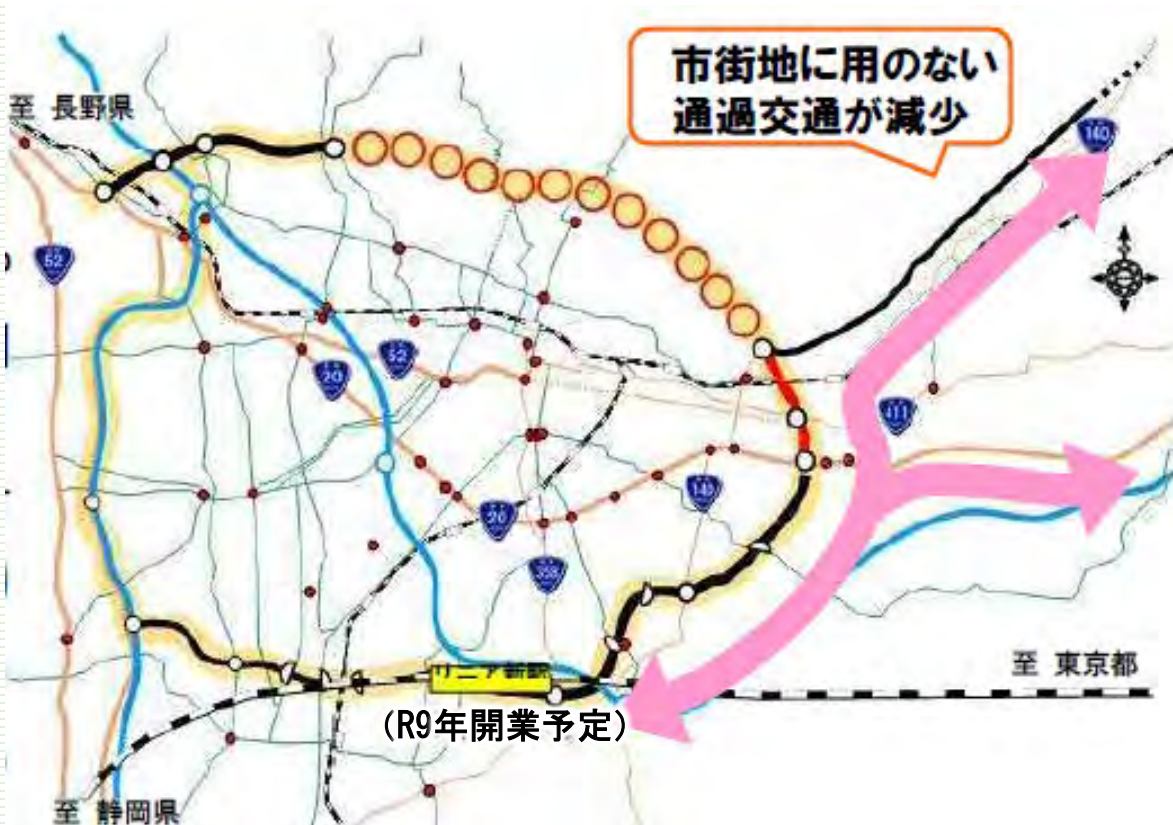 市街地に用のない
通過交通が減少
至 長野県
140
52
52
20
411
140
20
358
リニア新駅
至 東京都
(R9年開業予定)
至 静岡県